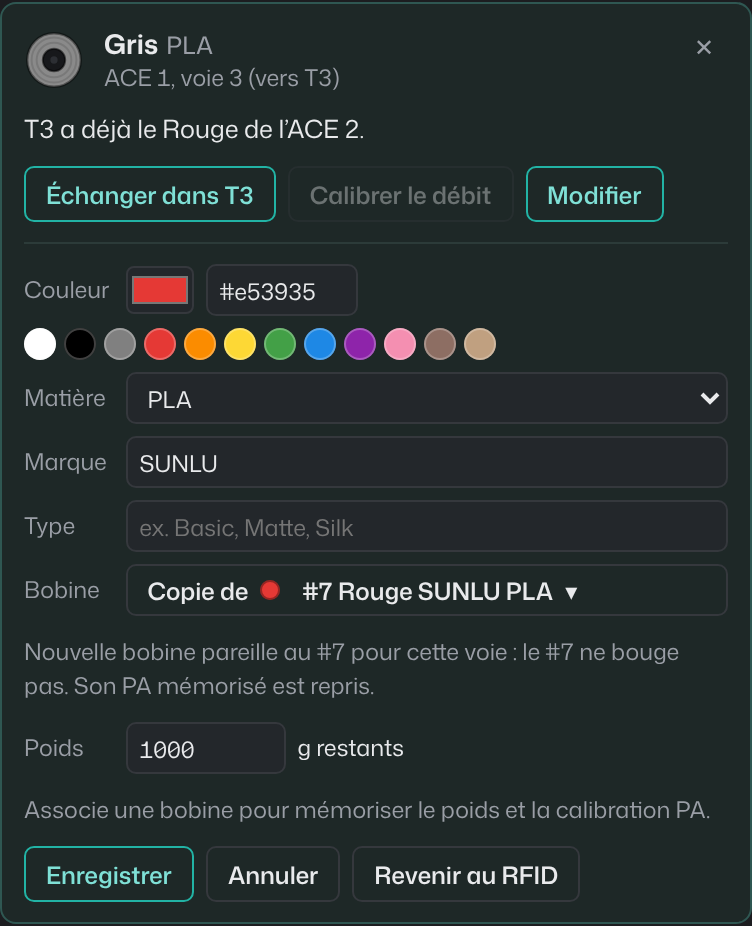 Gris PLA
ACE 1, voie 3 (vers T3)
×
T3 a déjà le Rouge de l’ACE 2.
Échanger dans T3 Calibrer le débit Modifier
Couleur #e53935
Matière PLA
Marque SUNLU
Type ex. Basic, Matte, Silk
Bobine Copie de #7 Rouge SUNLU PLA ▾
Nouvelle bobine pareille au #7 pour cette voie : le #7 ne bouge
pas. Son PA mémorisé est repris.
Poids 1000 g restants
Associe une bobine pour mémoriser le poids et la calibration PA.
Enregistrer Annuler Revenir au RFID